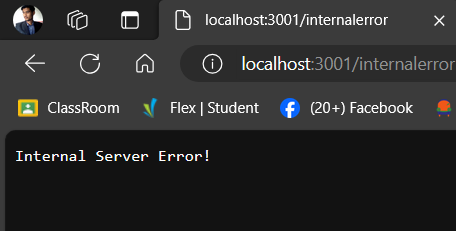 localhost:3001/internalerror
localhost:3001/internalerror
ClassRoom
Flex | Student
(20+) Facebook
Internal Server Error!